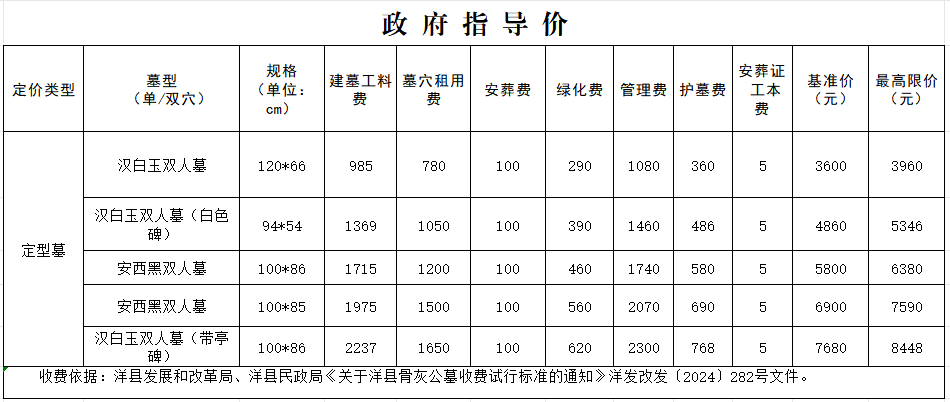 政府指导价
定价类型 墓型（单/双穴） 规格（单位：cm） 建墓工料费 墓穴租用费 安葬费 绿化费 管理费 护墓费 安葬证工本费 基准价（元） 最高限价（元）
定型墓 汉白玉双人墓 120*66 985 780 100 290 1080 360 5 3600 3960
汉白玉双人墓（白色碑） 94*54 1369 1050 100 390 1460 486 5 4860 5346
安西黑双人墓 100*86 1715 1200 100 460 1740 580 5 5800 6380
安西黑双人墓 100*85 1975 1500 100 560 2070 690 5 6900 7590
汉白玉双人墓（带亭碑） 100*86 2237 1650 100 620 2300 768 5 7680 8448
收费依据：洋县发展和改革局、洋县民政局《关于洋县骨灰公墓收费试行标准的通知》洋发改发〔2024〕282号文件。